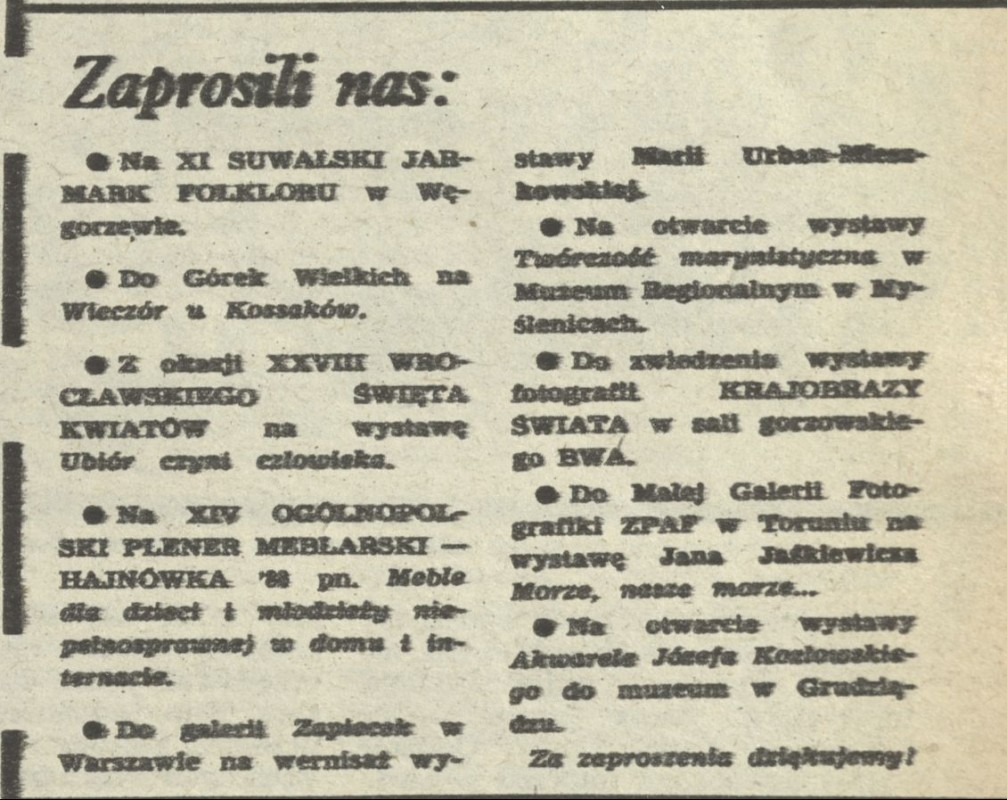 Zaprosili nas:
● Na XI SUWALSKI JAR-
MARK FOLKLORU w Wę-
gorzewie.
● Do Górek Wielkich na
Wieczór u Kossaków.
● Z okazji XXVIII WRO-
CŁAWSKIEGO ŚWIĘTA
KWIATÓW na wystawę
Ubiór czyni człowieka.
● Na XIV OGÓLNOPOL-
SKI PLENER MEBLARSKI —
HAJNÓWKA '88 pn. Meble
dla dzieci i młodzieży nie-
pełnosprawnej w domu i in-
ternacie.
● Do galerii Zapiecek w
Warszawie na wernisaż wy-
stawy Marii Urban-Miesz-
kowskiej.
● Na otwarcie wystawy
Twórczość marynistyczna w
Muzeum Regionalnym w My-
ślenicach.
● Do zwiedzenia wystawy
fotografii KRAJOBRAZY
ŚWIATA w sali gorzowskie-
go BWA.
● Do Małej Galerii Foto-
grafiki ZPAF w Toruniu na
wystawę Jana Jaśkiewicza
Morze, nasze morze...
● Na otwarcie wystawy
Akwarele Józefa Kozłowskie-
go do muzeum w Grudzią-
dzu.
Za zaproszenia dziękujemy!